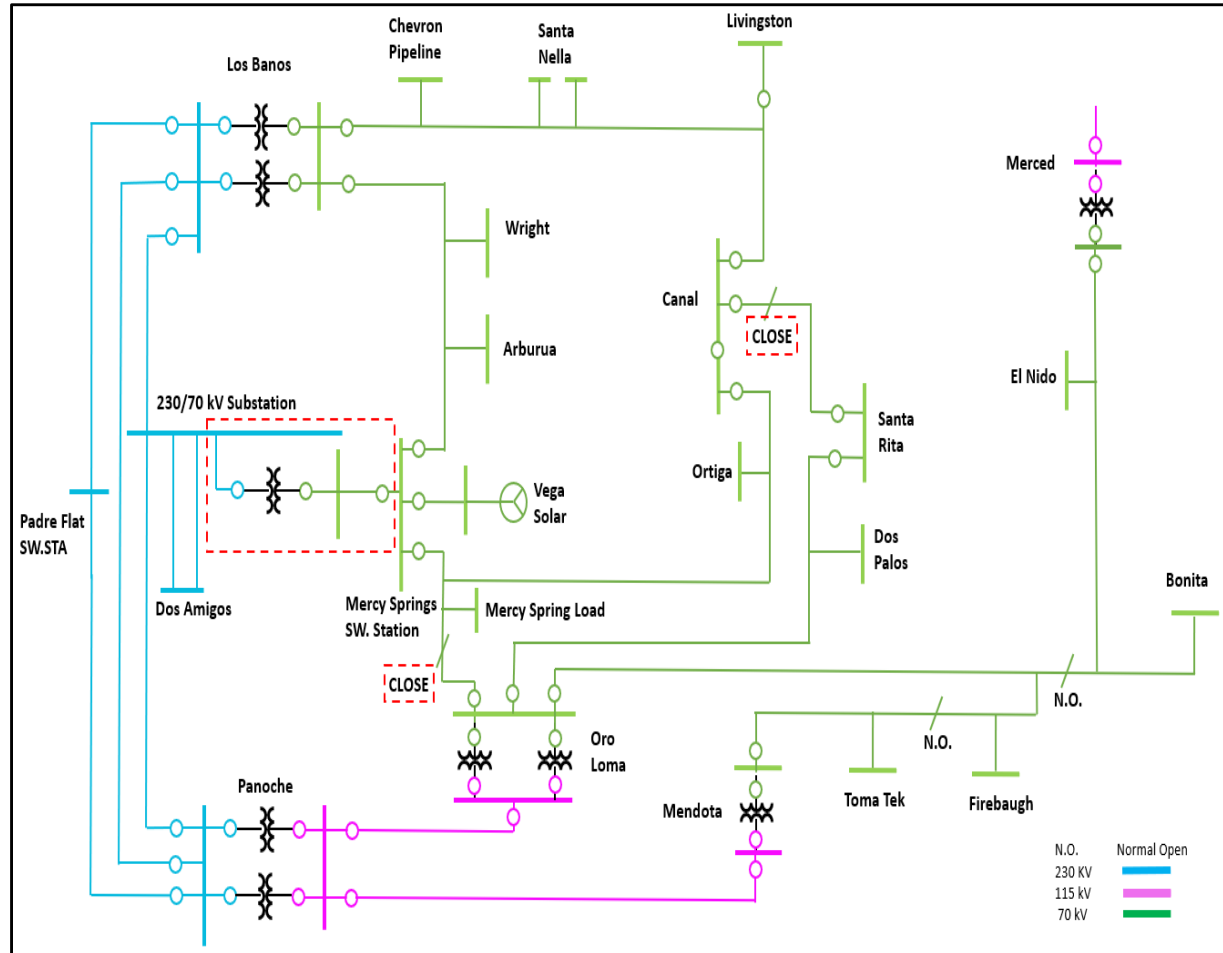 Chevron
Pipeline
Santa
Nella
Livingston
Los Banos
Merced
Wright
Canal
CLOSE
Arburua
El Nido
230/70 kV Substation
Santa
Rita
Ortiga
Vega
Solar
Padre Flat
SW.STA
Dos
Palos
Bonita
Dos Amigos
Mercy Springs
SW. Station
Mercy Spring Load
CLOSE
N.O.
N.O.
Oro
Loma
Panoche
Mendota
Toma Tek
Firebaugh
N.O. Normal Open
230 KV
115 kV
70 kV